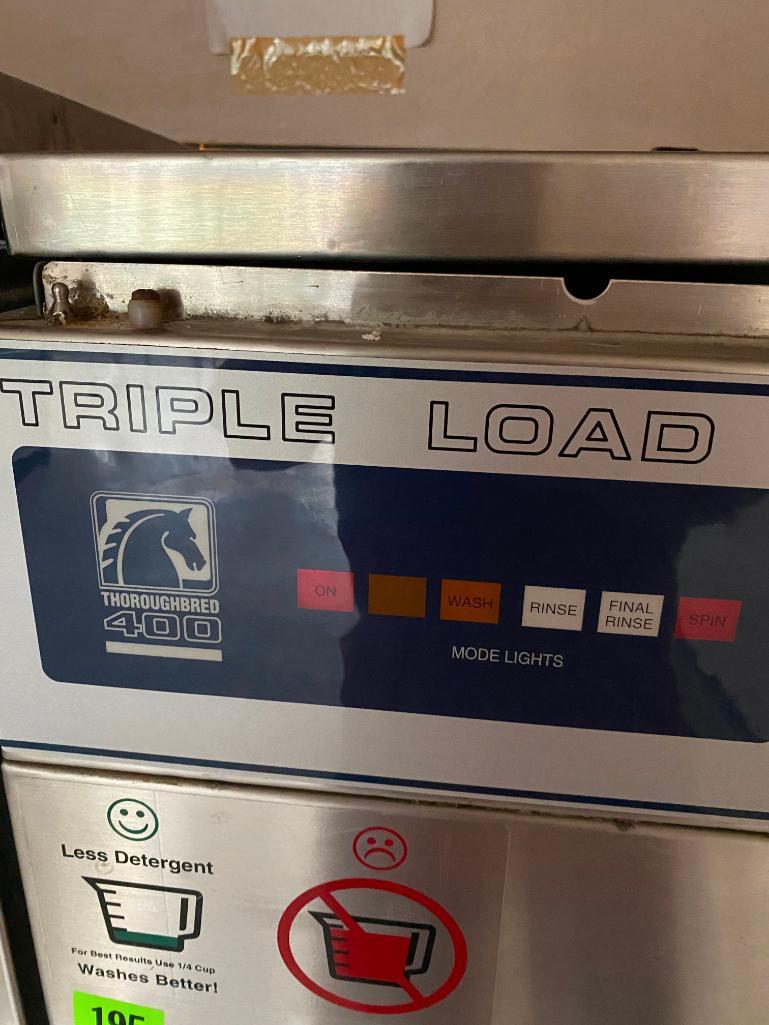 TRIPLE LOAD
THOROUGHBRED
400
ON
WASH
RINSE
FINAL
RINSE
SPIN
MODE LIGHTS
Less Detergent
For Best Results Use 1/4 Cup
Washes Better!
195